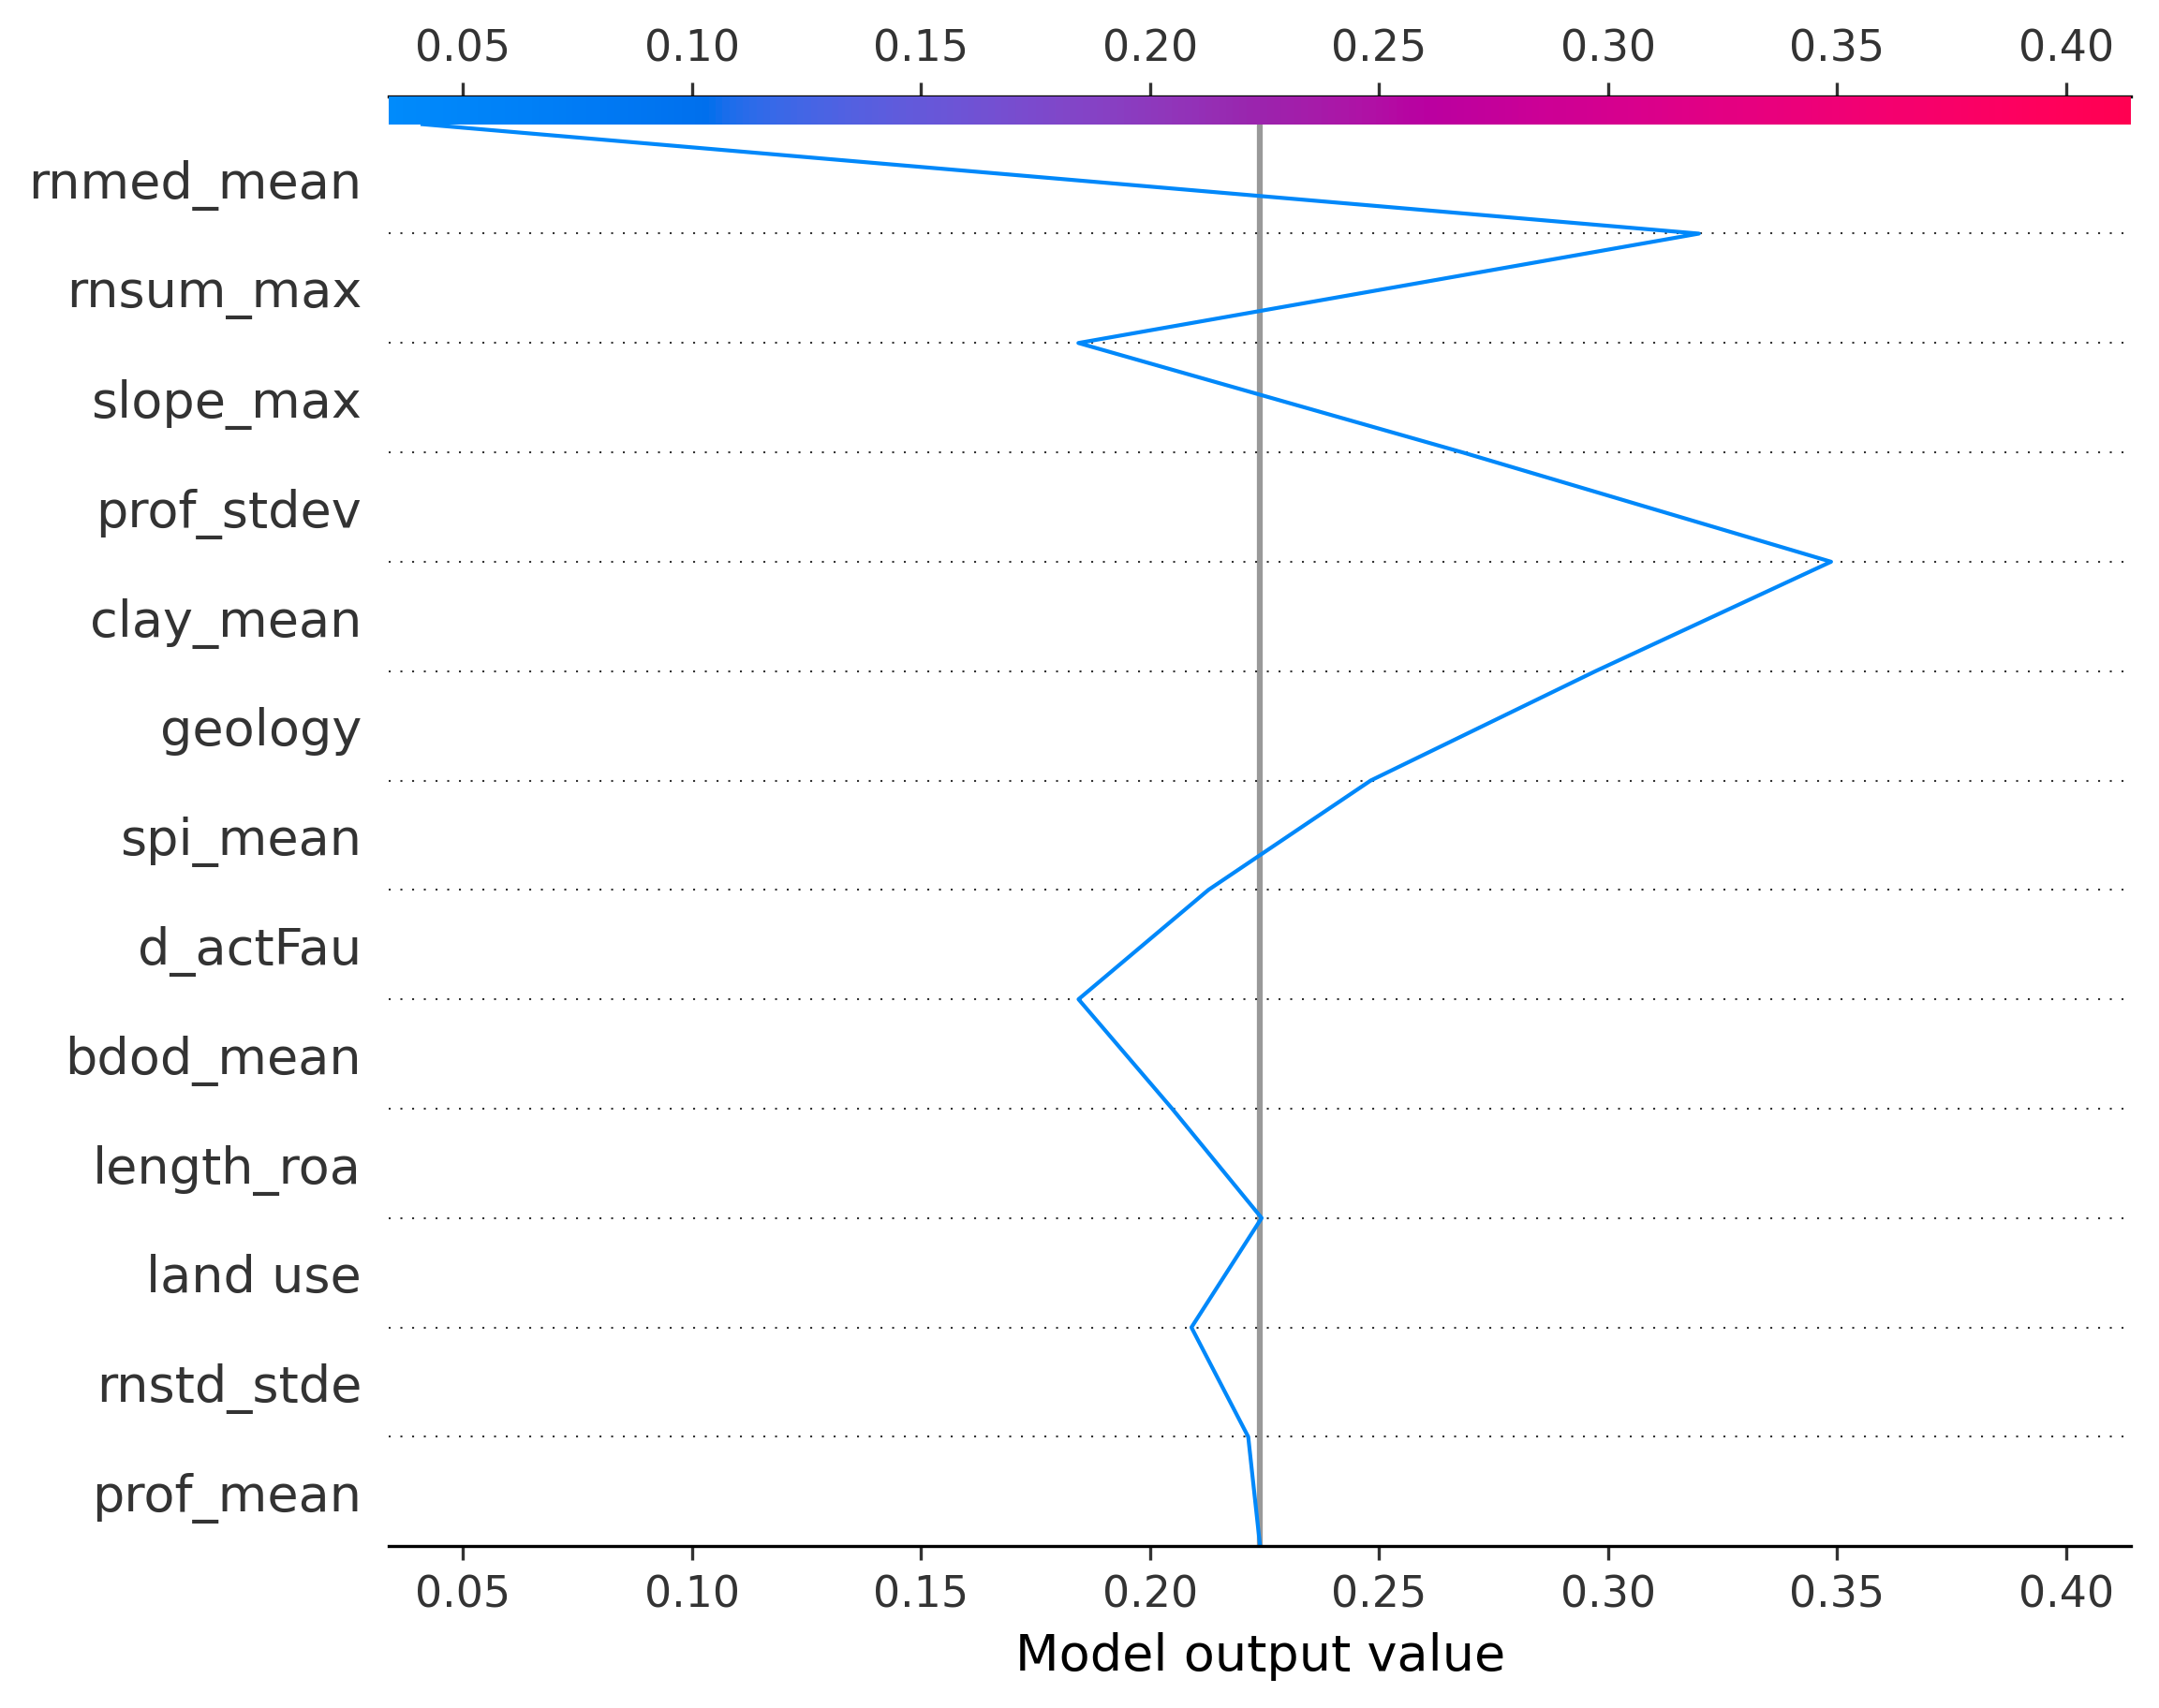 0.05 0.10 0.15 0.20 0.25 0.30 0.35 0.40
rnmed_mean
rnsum_max
slope_max
prof_stdev
clay_mean
geology
spi_mean
d_actFau
bdod_mean
length_roa
land use
rnstd_stde
prof_mean
0.05 0.10 0.15 0.20 0.25 0.30 0.35 0.40
Model output value